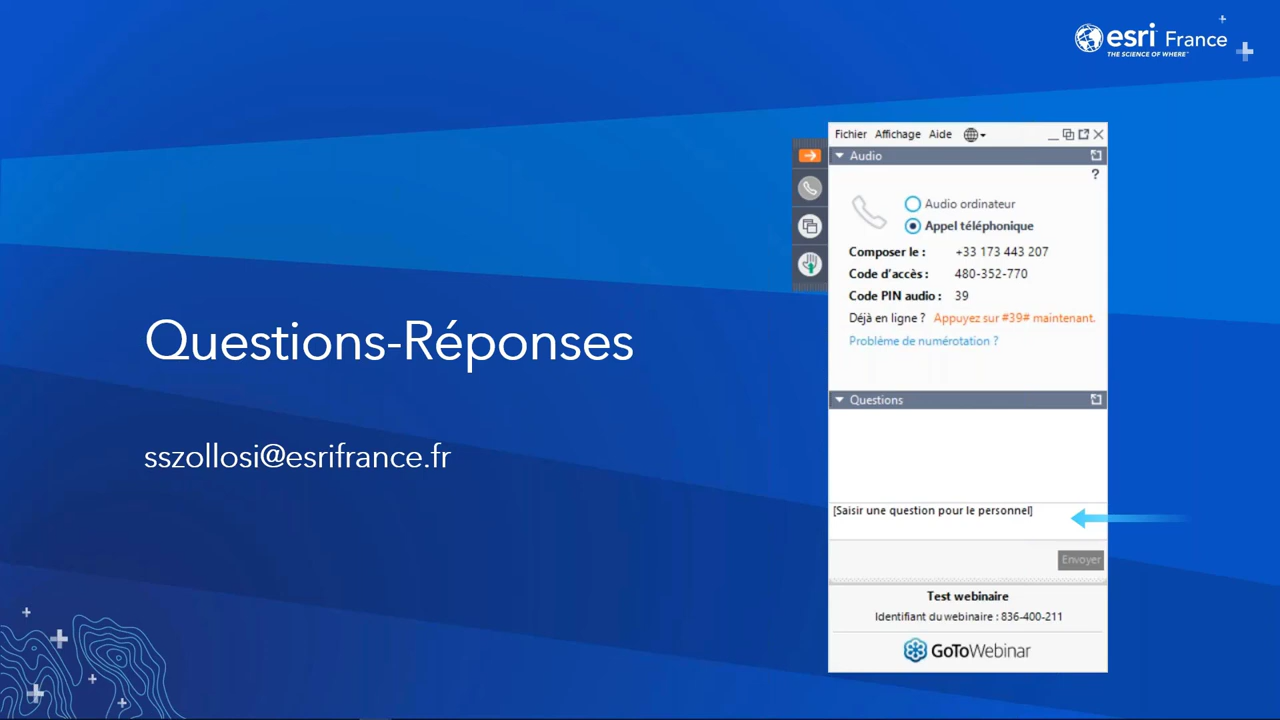 esri France
THE SCIENCE OF WHERE™
Fichier Affichage Aide
Audio
?
Audio ordinateur
Appel téléphonique
Composer le : +33 173 443 207
Code d'accès : 480-352-770
Code PIN audio : 39
Déjà en ligne ? Appuyez sur #39# maintenant.
Problème de numérotation ?
Questions-Réponses
sszollosi@esrifrance.fr
Questions
[Saisir une question pour le personnel]
Envoyer
Test webinaire
Identifiant du webinaire : 836-400-211
GoToWebinar